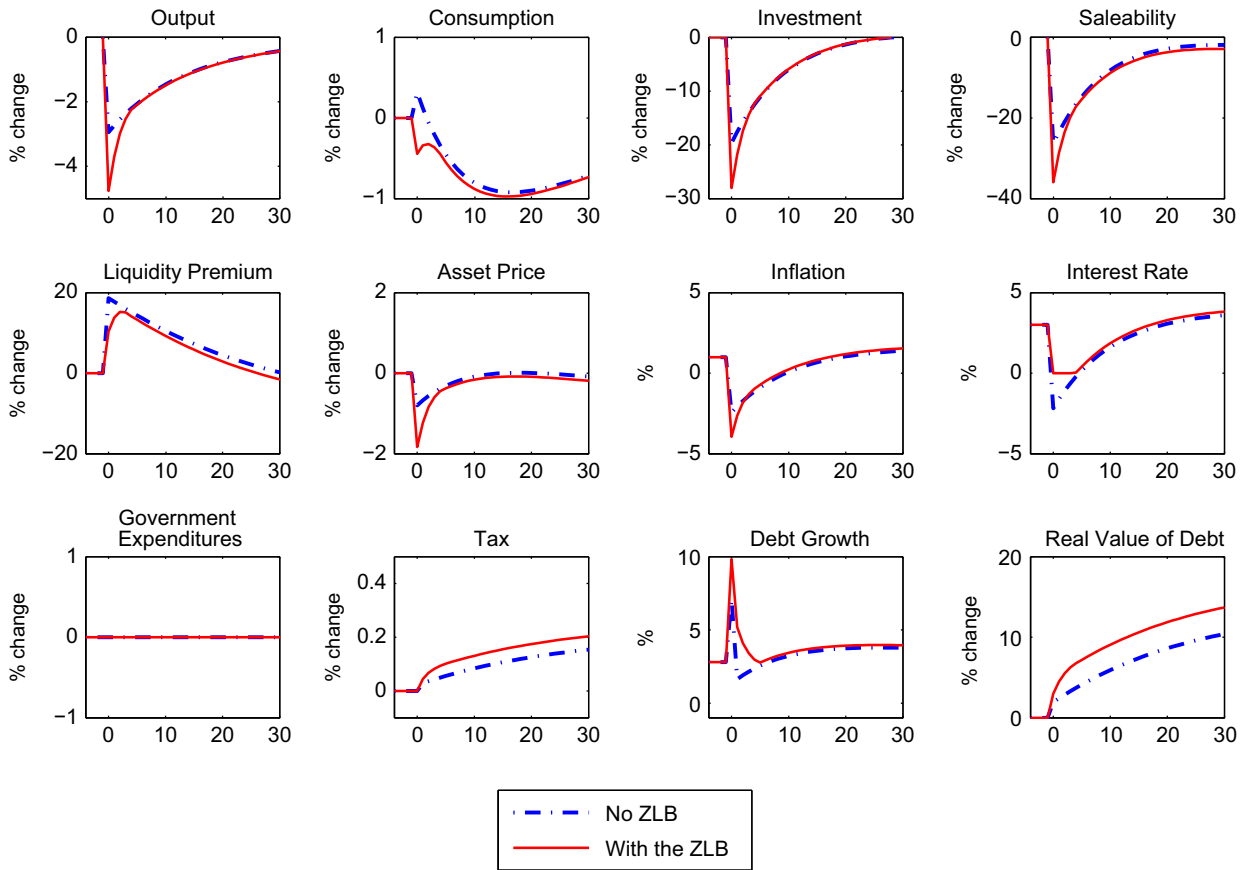 Output
Consumption
Investment
Saleability
0
−2
−4
% change
0 10 20 30
1
0
−1
% change
0 10 20 30
0
−10
−20
−30
% change
0 10 20 30
0
−20
−40
% change
0 10 20 30
Liquidity Premium
Asset Price
Inflation
Interest Rate
20
0
−20
% change
0 10 20 30
2
0
−2
% change
0 10 20 30
5
0
−5
%
0 10 20 30
5
0
−5
%
0 10 20 30
Government
Expenditures
Tax
Debt Growth
Real Value of Debt
1
0
−1
% change
0 10 20 30
0.4
0.2
0
% change
0 10 20 30
10
5
0
%
0 10 20 30
20
10
0
% change
0 10 20 30
No ZLB
With the ZLB